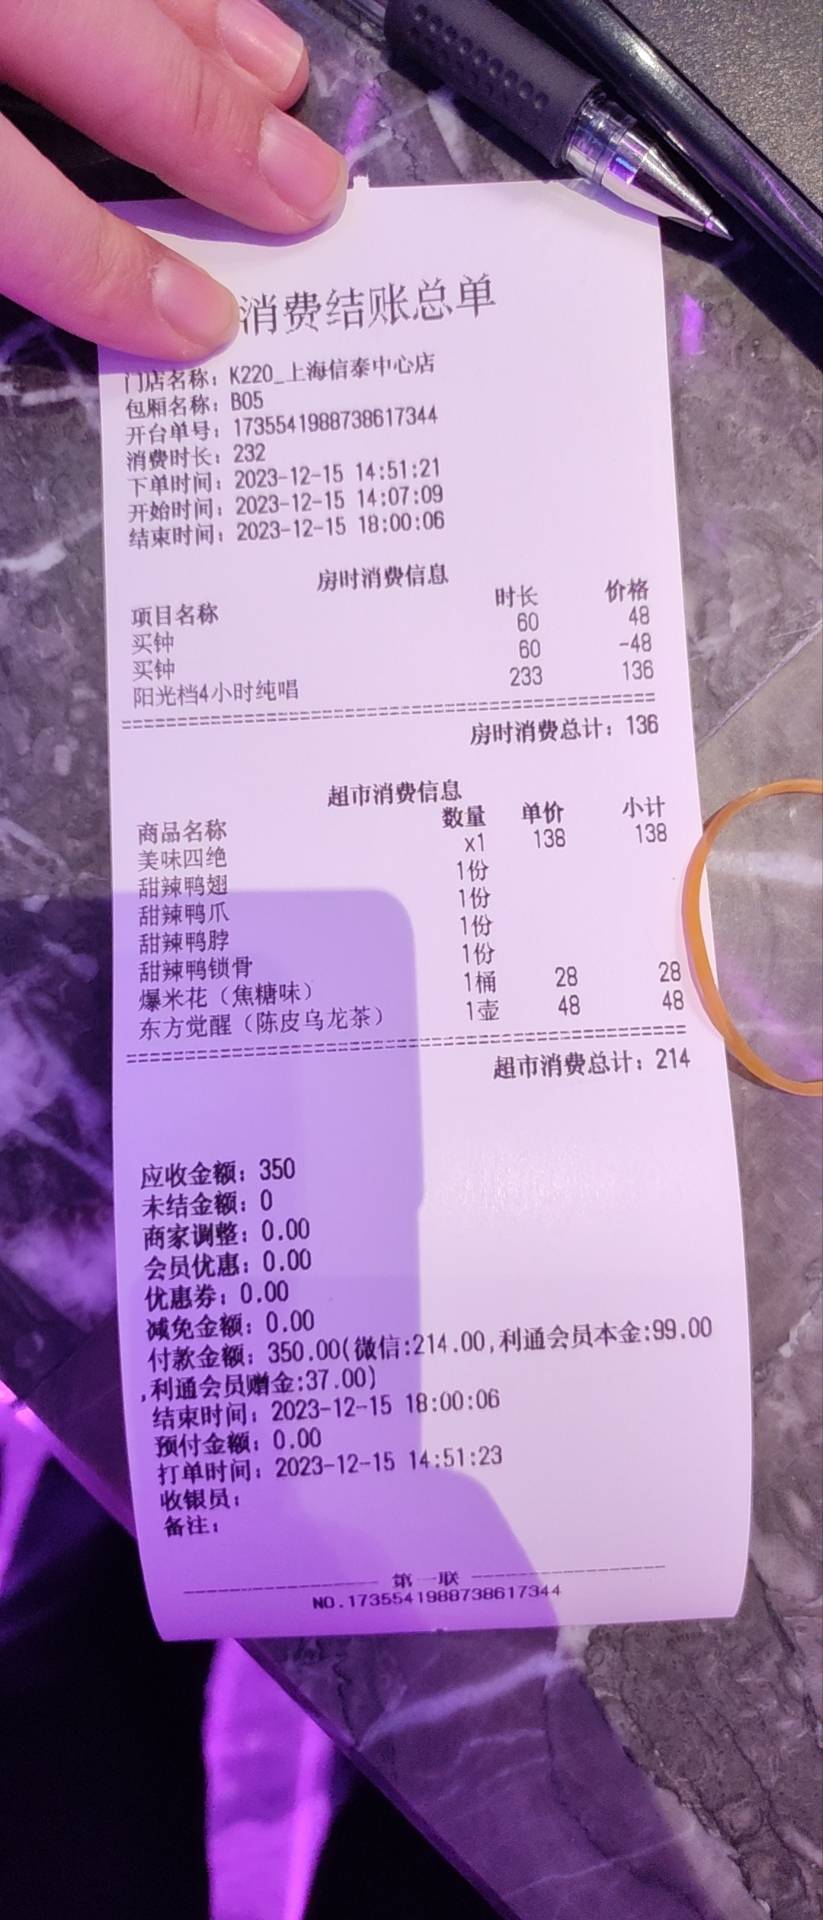 消费结账总单
门店名称：K220_上海信泰中心店
包厢名称：B05
开台单号：1735541988738617344
消费时长：232
下单时间：2023-12-15 14:51:21
开始时间：2023-12-15 14:07:09
结束时间：2023-12-15 18:00:06
房时消费信息
项目名称 时长 价格
买钟 60 48
买钟 60 -48
阳光档4小时纯唱 233 136
房时消费总计：136
超市消费信息
商品名称 数量 单价 小计
美味四绝 x1 138 138
甜辣鸭翅 1份
甜辣鸭爪 1份
甜辣鸭脖 1份
甜辣鸭锁骨 1份
爆米花（焦糖味） 1桶 28 28
东方觉醒（陈皮乌龙茶） 1壶 48 48
超市消费总计：214
应收金额：350
未结金额：0
商家调整：0.00
会员优惠：0.00
优惠券：0.00
减免金额：0.00
付款金额：350.00(微信:214.00,利通会员本金:99.00
,利通会员赠金:37.00)
结束时间：2023-12-15 18:00:06
预付金额：0.00
打单时间：2023-12-15 14:51:23
收银员：
备注：
第一联
NO.1735541988738617344